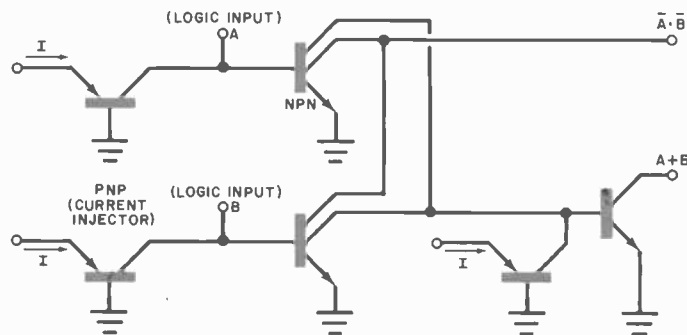 (LOGIC INPUT)
A
Ā·B̄
I
NPN
A+B
PNP
(CURRENT
INJECTOR)
(LOGIC INPUT)
B
I
I